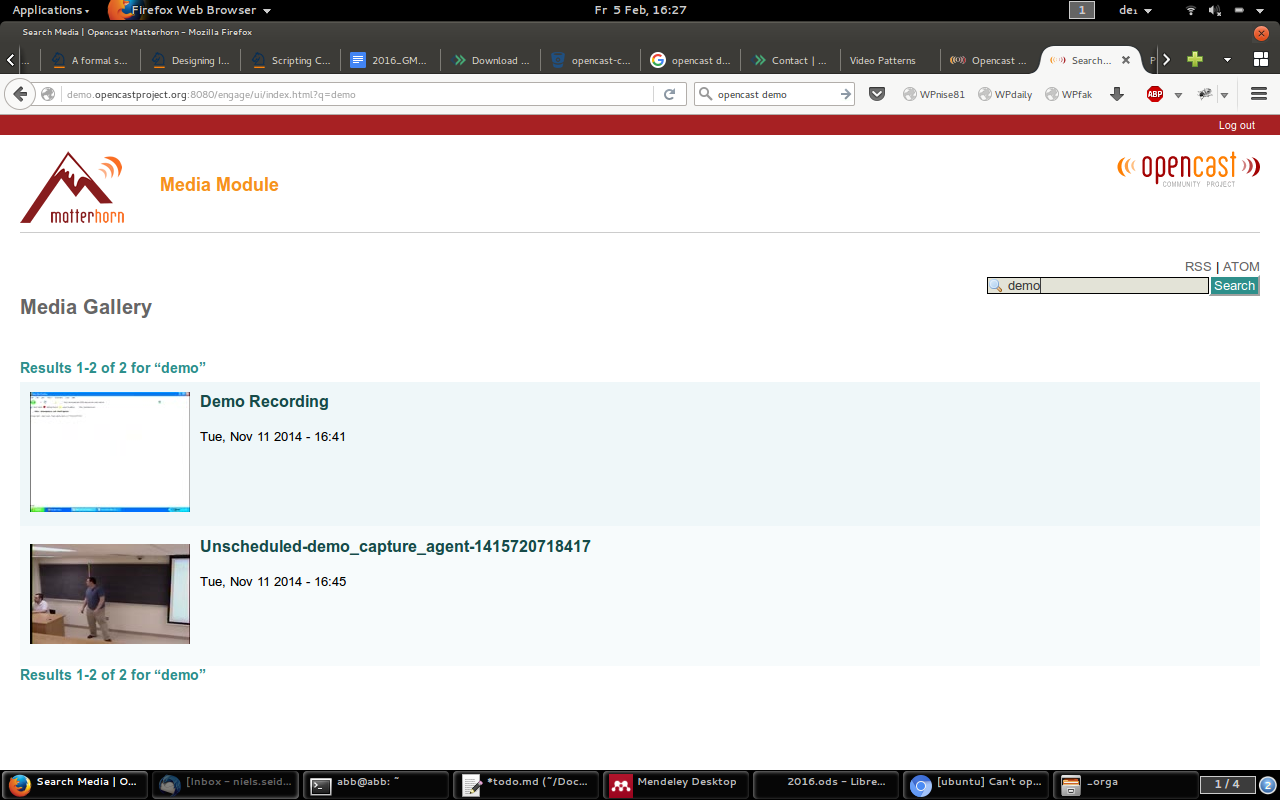 Applications Firefox Web Browser Fr 5 Feb, 16:27 1 de₁
Search Media | Opencast Matterhorn - Mozilla Firefox
... A formal s... Designing I... Scripting C... 2016_GM... Download ... opencast-c... opencast d... Contact | ... Video Patterns Opencast ... Search... P
demo.opencastproject.org:8080/engage/ui/index.html?q=demo opencast demo WPnise81 WPdaily WPfak ABP
Log out
matterhorn
Media Module
opencast
COMMUNITY PROJECT
RSS | ATOM
demo Search
Media Gallery
Results 1-2 of 2 for “demo”
Demo Recording
Tue, Nov 11 2014 - 16:41
Unscheduled-demo_capture_agent-1415720718417
Tue, Nov 11 2014 - 16:45
Results 1-2 of 2 for “demo”
Search Media | O... [Inbox - niels.seid... abb@abb: ~ *todo.md (~/Doc... Mendeley Desktop 2016.ods - Libre... [ubuntu] Can't op... _orga 1 / 4 2